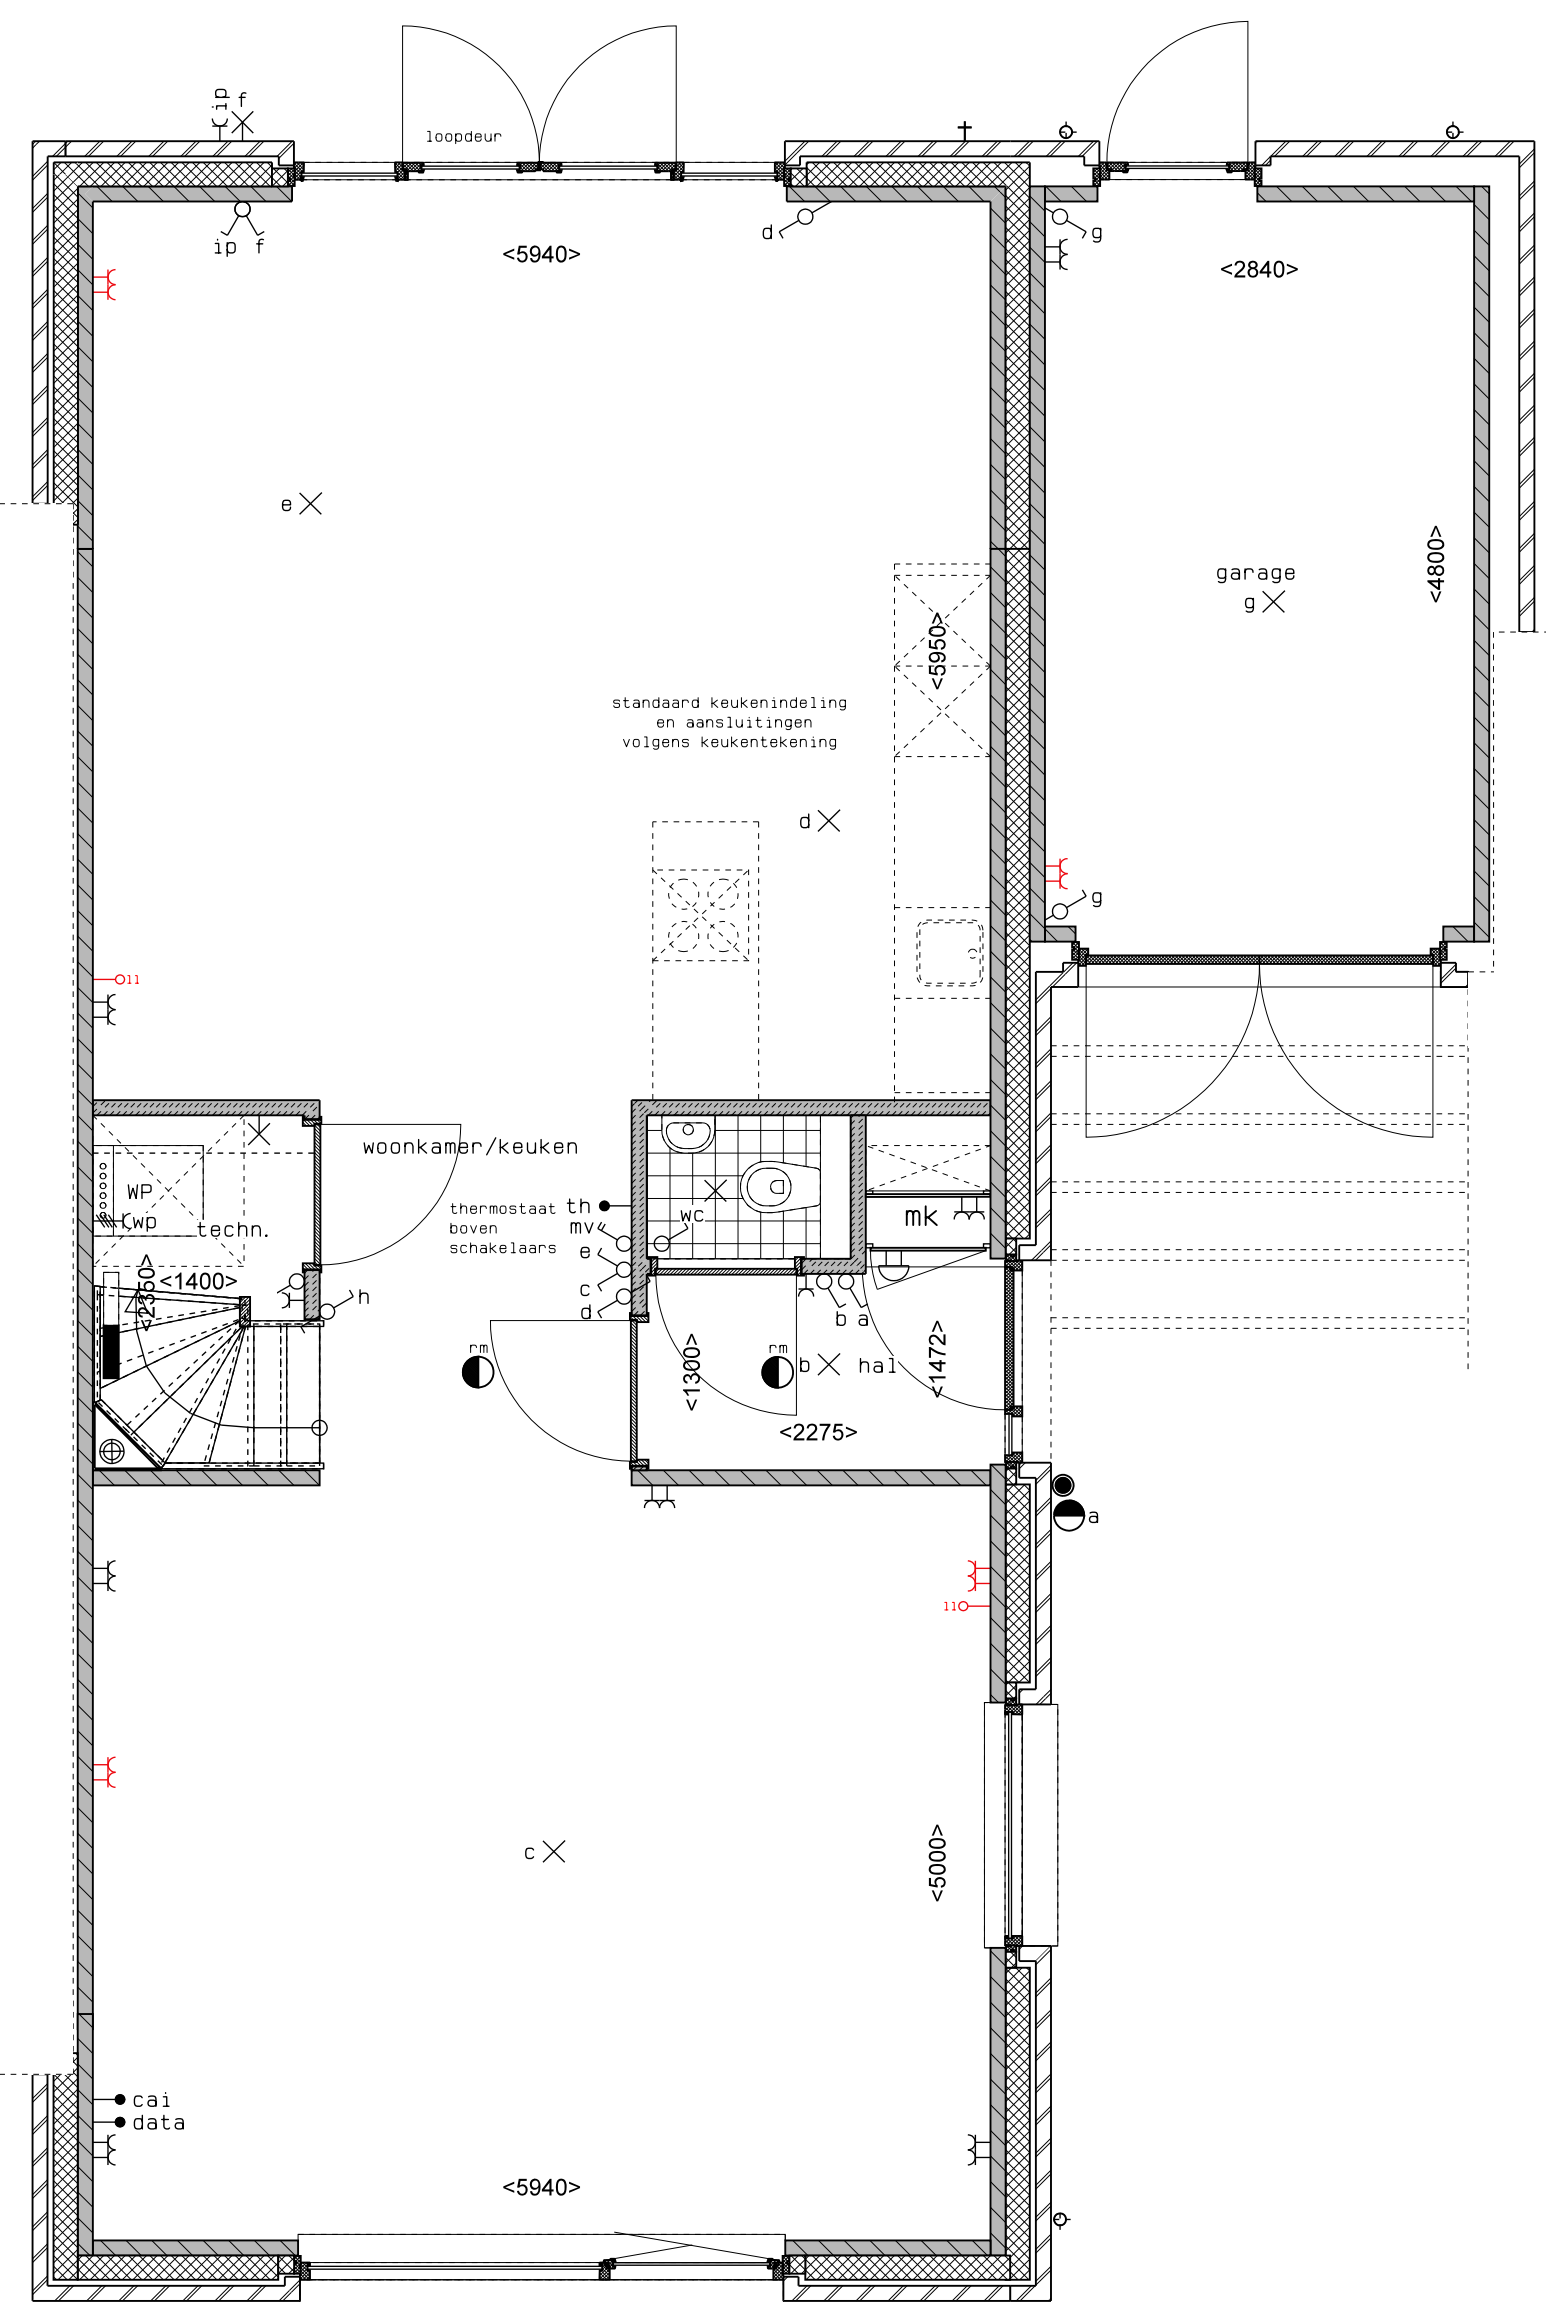 ip
f
loopdeur
ip f
d
<5940>
g
<2840>
e
garage
g
<4800>
<5950>
standaard keukenindeling
en aansluitingen
volgens keukentekening
d
g
11
woonkamer/keuken
WP
wp
techn.
<1400>
<2350>
h
thermostaat
boven
schakelaars
th
mv
e
c
d
wc
mk
b a
rm
rm
b
hal
<1300>
<1472>
<2275>
a
11
c
<5000>
cai
data
<5940>